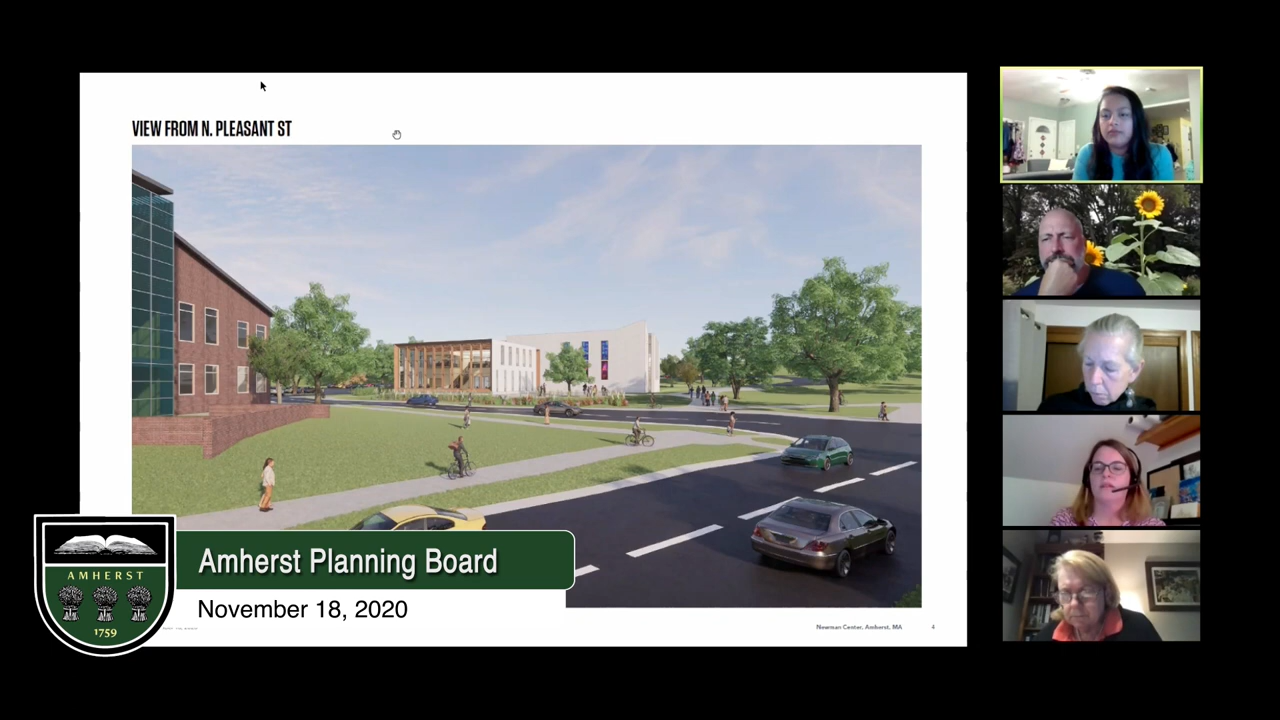 VIEW FROM N. PLEASANT ST
Amherst Planning Board
November 18, 2020
AMHERST
1759
Newman Center, Amherst, MA 4